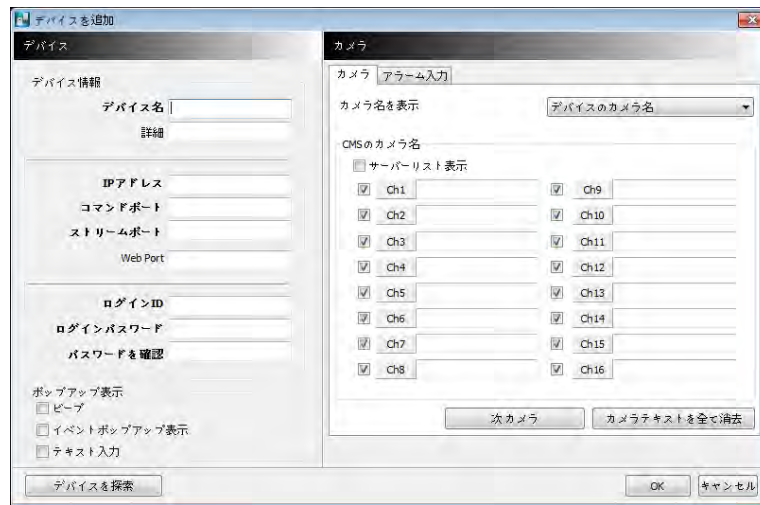 デバイスを追加
デバイス
デバイス情報
デバイス名
詳細
IPアドレス
コマンドポート
ストリームポート
Web Port
ログインID
ログインパスワード
パスワードを確認
ポップアップ表示
ビープ
イベントポップアップ表示
テキスト入力
デバイスを探索
カメラ
カメラ アラーム入力
カメラ名を表示 デバイスのカメラ名
CMSのカメラ名
サーバーリスト表示
Ch1 Ch9
Ch2 Ch10
Ch3 Ch11
Ch4 Ch12
Ch5 Ch13
Ch6 Ch14
Ch7 Ch15
Ch8 Ch16
次カメラ カメラテキストを全て消去
OK キャンセル